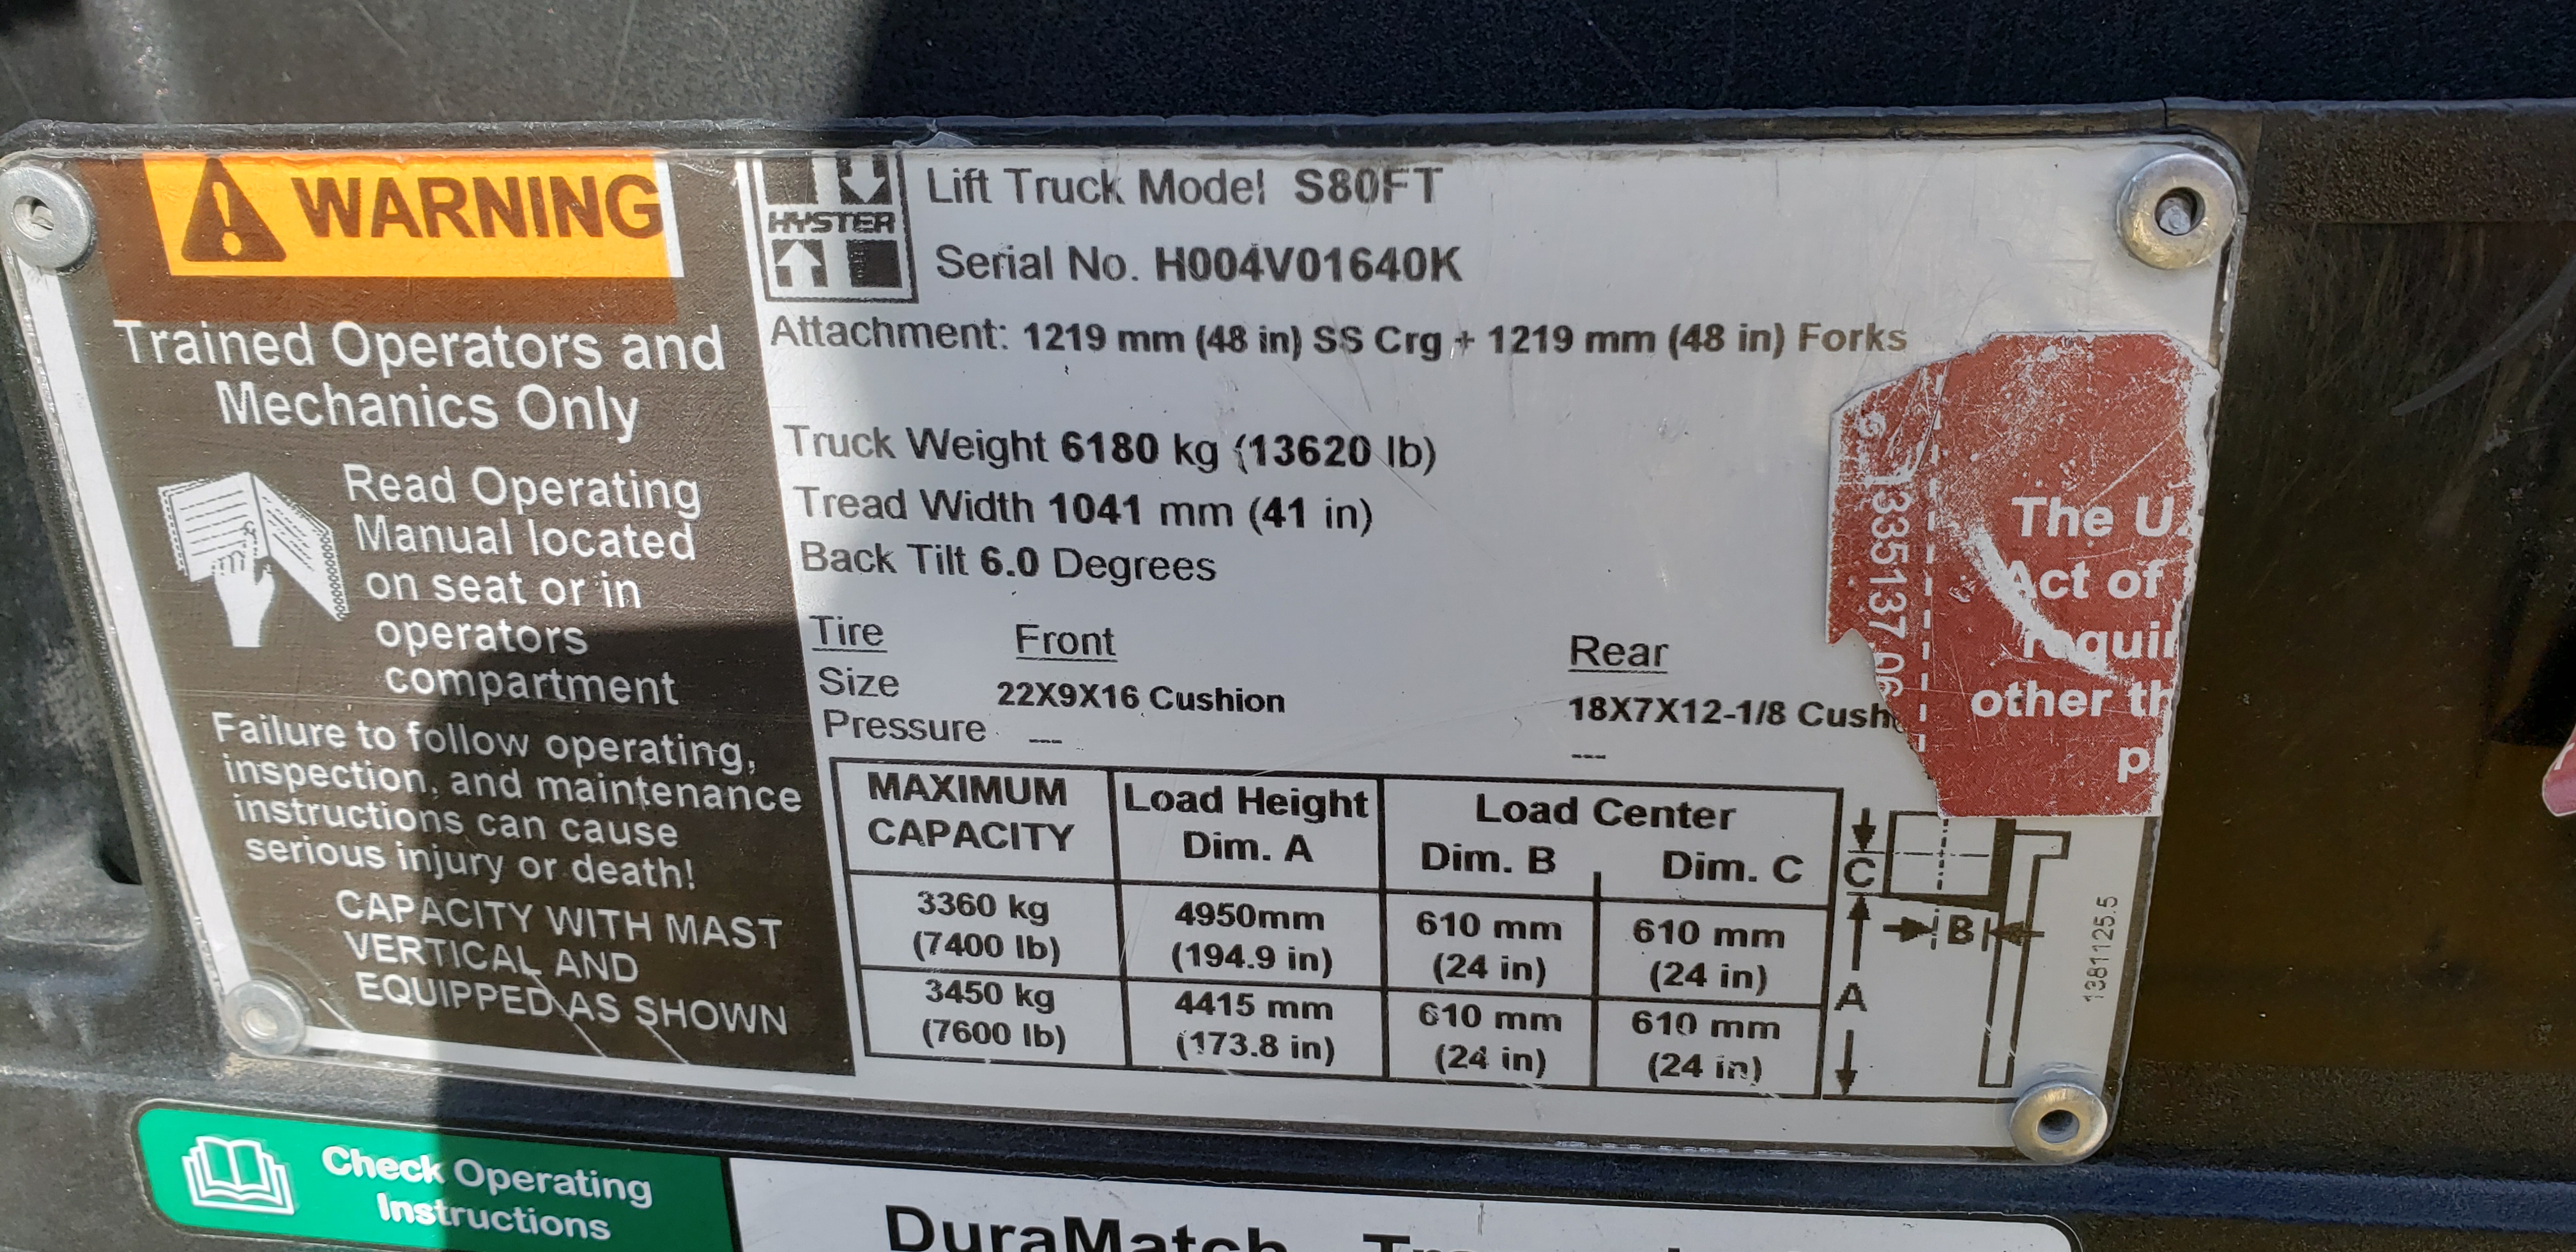 WARNING
Trained Operators and
Mechanics Only
Read Operating
Manual located
on seat or in
operators
compartment
Failure to follow operating,
inspection, and maintenance
instructions can cause
serious injury or death!
CAPACITY WITH MAST
VERTICAL AND
EQUIPPED AS SHOWN
HYSTER
Lift Truck Model S80FT
Serial No. H004V01640K
Attachment: 1219 mm (48 in) SS Crg + 1219 mm (48 in) Forks
Truck Weight 6180 kg (13620 lb)
Tread Width 1041 mm (41 in)
Back Tilt 6.0 Degrees
Tire Front Rear
Size 22X9X16 Cushion 18X7X12-1/8 Cush
Pressure --- ---
MAXIMUM CAPACITY Load Height Dim. A Load Center Dim. B Dim. C
3360 kg 4950mm 610 mm 610 mm
(7400 lb) (194.9 in) (24 in) (24 in)
3450 kg 4415 mm 610 mm 610 mm
(7600 lb) (173.8 in) (24 in) (24 in)
C
B
A
1381125.5
The U.
Act of
requir
other th
p
Check Operating
Instructions
DuraMatch